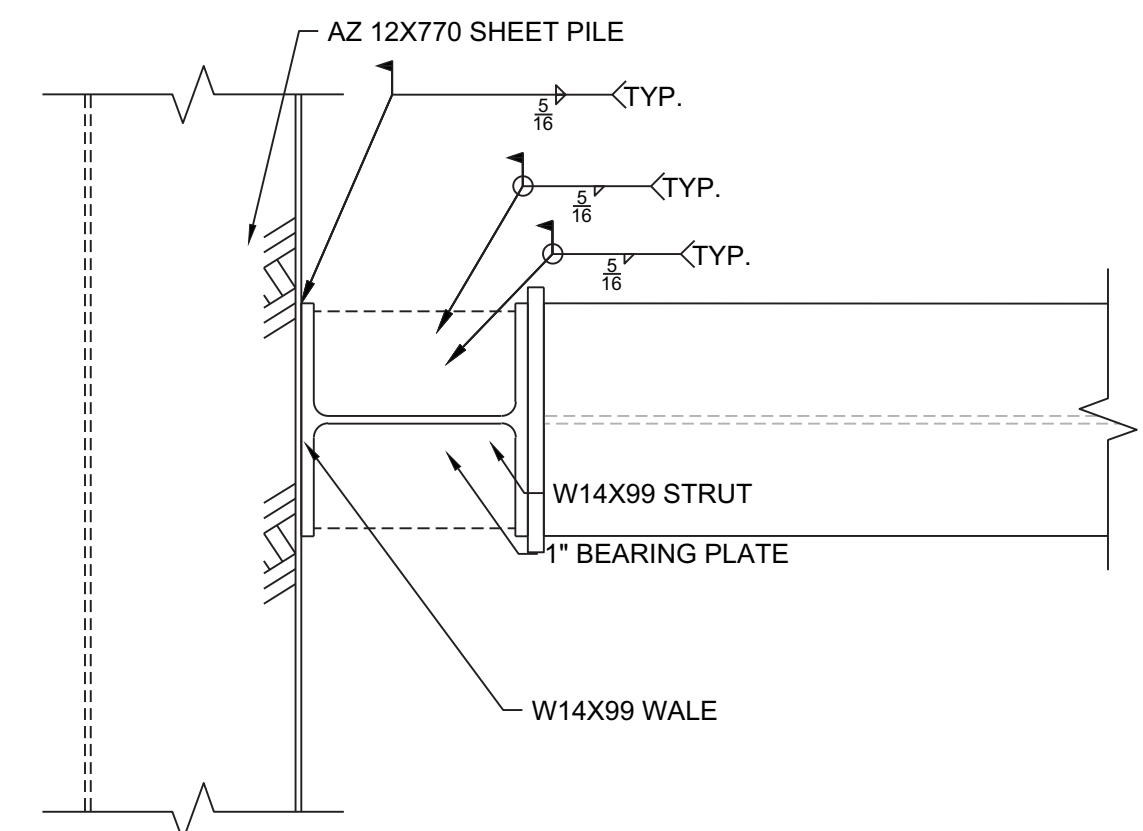 AZ 12X770 SHEET PILE
TYP.
5
16
TYP.
5
16
TYP.
5
16
W14X99 STRUT
1" BEARING PLATE
W14X99 WALE